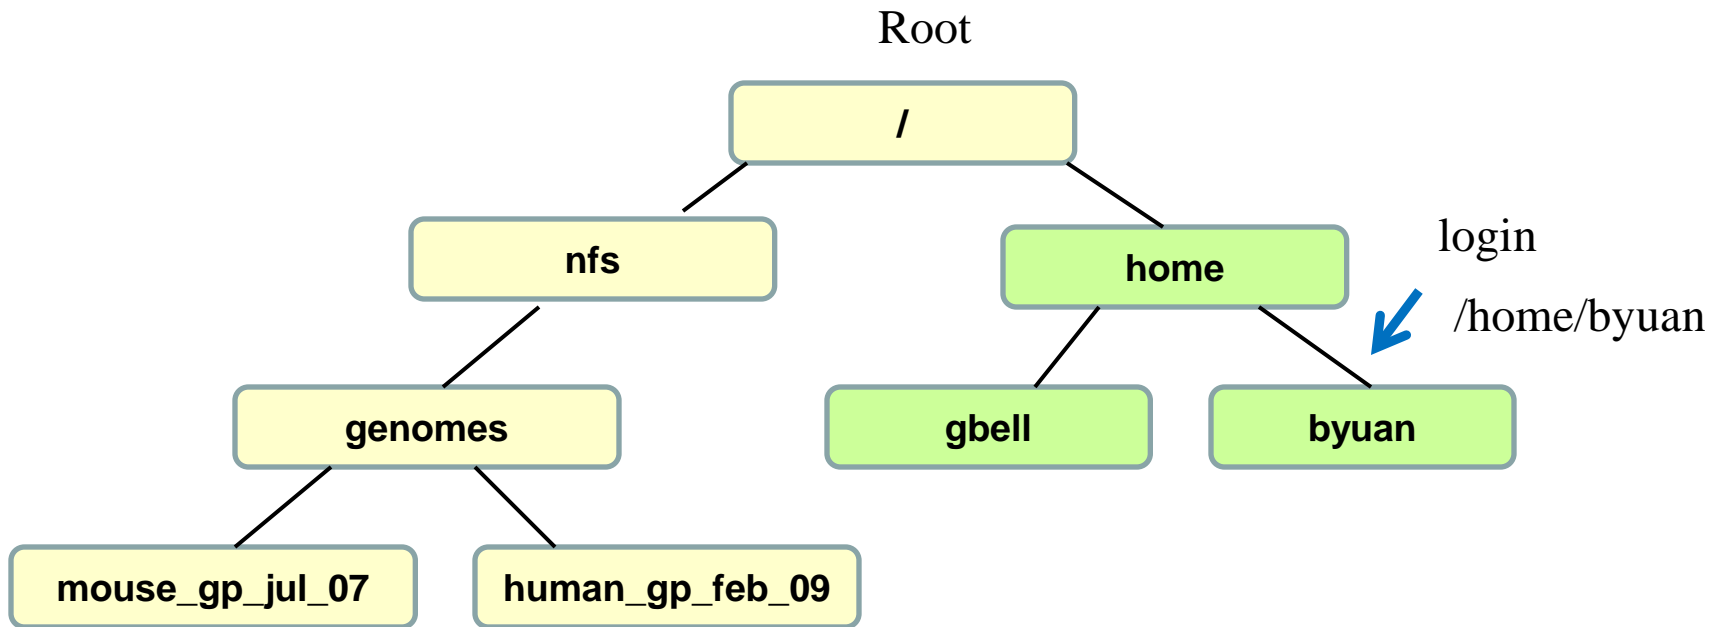 Root
/
nfs
home
login
/home/byuan
genomes
gbell
byuan
mouse_gp_jul_07
human_gp_feb_09